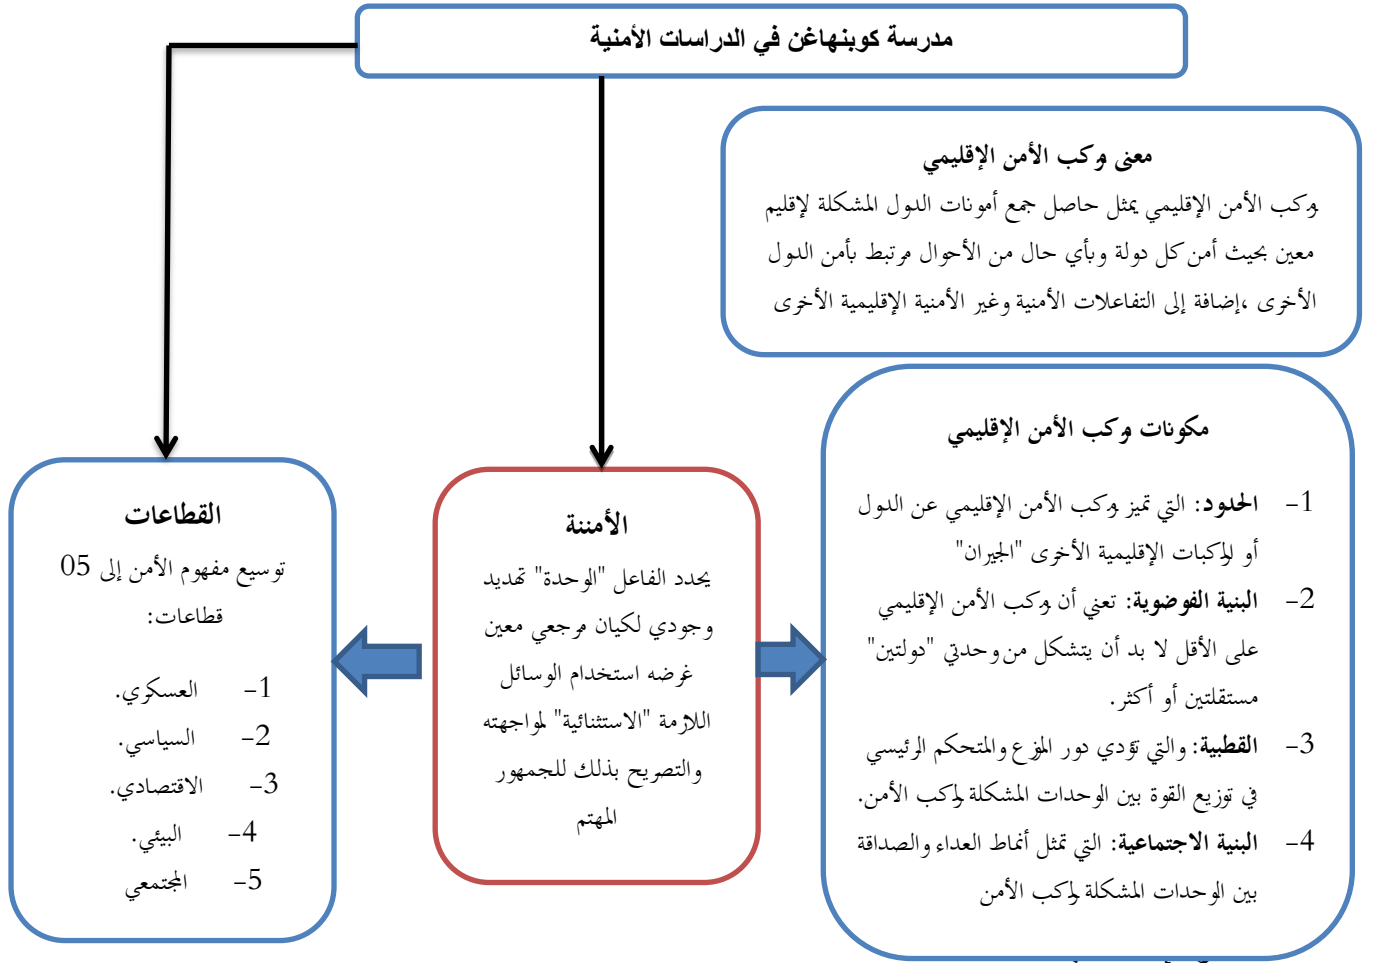 مدرسة كوبنهاغن في الدراسات الأمنية
معنى مركب الأمن الإقليمي
مركب الأمن الإقليمي يمثل حاصل جمع أمونات الدول المشكلة لإقليم
معين بحيث أمن كل دولة وبأي حال من الأحوال مرتبط بأمن الدول
الأخرى ،إضافة إلى التفاعلات الأمنية وغير الأمنية الإقليمية الأخرى
مكونات مركب الأمن الإقليمي
1- الحدود: التي تميز مركب الأمن الإقليمي عن الدول
أو المركبات الإقليمية الأخرى "الجيران"
2- البنية الفوضوية: تعني أن مركب الأمن الإقليمي
على الأقل لا بد أن يتشكل من وحدتي "دولتين"
مستقلتين أو أكثر.
3- القطبية: والتي تؤدي دور الموزع والمتحكم الرئيسي
في توزيع القوة بين الوحدات المشكلة لمركب الأمن.
4- البنية الاجتماعية: التي تمثل أنماط العداء والصداقة
بين الوحدات المشكلة لمركب الأمن
الأمننة
يحدد الفاعل "الوحدة" تهديد
وجودي لكيان مرجعي معين
غرضه استخدام الوسائل
اللازمة "الاستثنائية" لمواجهته
والتصريح بذلك للجمهور
المهتم
القطاعات
توسيع مفهوم الأمن إلى 05
قطاعات:
1- العسكري.
2- السياسي.
3- الاقتصادي.
4- البيئي.
5- المجتمعي